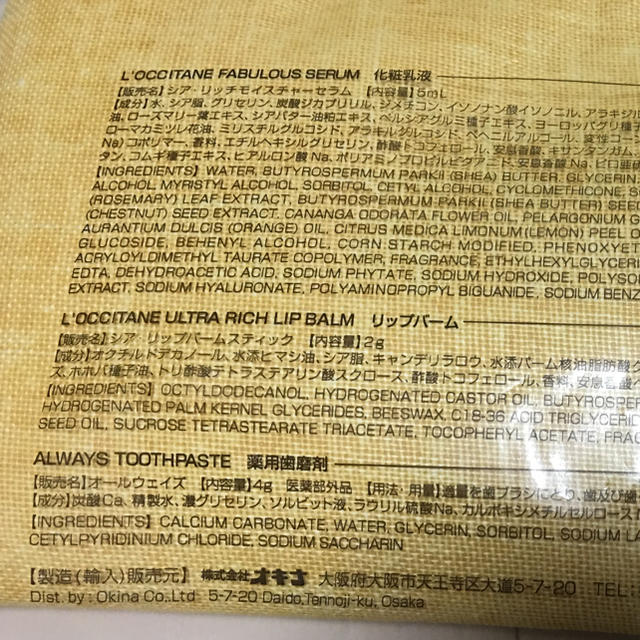 L'OCCITANE FABULOUS SERUM 化粧乳液
【販売名】シア・リッチモイスチャーセラム 【内容量】5mL
【成分】水、シア脂、グリセリン、炭酸ジカプリリル、ジメチコン、イソノナン酸イソノニル、アラキジル
油、ローズマリー葉エキス、シアバター油粕エキス、ペルシアグルミ種子エキス、ヨーロッパグリ種子
ローマカミツレ花油、ミリスチルグルコシド、アラキルグルコシド、ベヘニルアルコール、変性コ
Na)コポリマー、香料、エチルヘキシルグリセリン、酢酸トコフェロール、安息香酸、キサンタンガム、
タン、コムギ種子エキス、ヒアルロン酸Na、ポリアミノプロピルビグアニド、安息香酸Na、ピロ亜
【INGREDIENTS】WATER, BUTYROSPERMUM PARKII (SHEA) BUTTER, GLYCERIN,
ALCOHOL, MYRISTYL ALCOHOL, SORBITOL, CETYL ALCOHOL, CYCLOMETHICONE, S
(ROSEMARY) LEAF EXTRACT, BUTYROSPERMUM PARKII (SHEA BUTTER) SEED
(CHESTNUT) SEED EXTRACT, CANANGA ODORATA FLOWER OIL, PELARGONIUM G
AURANTIUM DULCIS (ORANGE) OIL, CITRUS MEDICA LIMONUM (LEMON) PEEL O
GLUCOSIDE, BEHENYL ALCOHOL, CORN STARCH MODIFIED, PHENOXYET
ACRYLOYLDIMETHYL TAURATE COPOLYMER, FRAGRANCE, ETHYLHEXYLGLYCERI
EDTA, DEHYDROACETIC ACID, SODIUM PHYTATE, SODIUM HYDROXIDE, POLYSO
EXTRACT, SODIUM HYALURONATE, POLYAMINOPROPYL BIGUANIDE, SODIUM BENZ
L'OCCITANE ULTRA RICH LIP BALM リップバーム
【販売名】シア・リップバームスティック 【内容量】2g
【成分】オクチルドデカノール、水添ヒマシ油、シア脂、キャンデリラロウ、水添パーム核油脂肪酸グ
ズ、ホホバ種子油、トリ酢酸テトラステアリン酸スクロース、酢酸トコフェロール、香料、安息香酸
【INGREDIENTS】OCTYLDODECANOL, HYDROGENATED CASTOR OIL, BUTYROSPER
HYDROGENATED PALM KERNEL GLYCERIDES, BEESWAX, C18-36 ACID TRIGLYCERID
SEED OIL, SUCROSE TETRASTEARATE TRIACETATE, TOCOPHERYL ACETATE, FRAG
ALWAYS TOOTHPASTE 薬用歯磨剤
【販売名】オールウェイズ 【内容量】4g 医薬部外品 【用法・用量】適量を歯ブラシにとり、歯及び歯
【成分】炭酸Ca、精製水、濃グリセリン、ソルビット液、ラウリル硫酸Na、カルボキシメチルセルロース
【INGREDIENTS】CALCIUM CARBONATE, WATER, GLYCERIN, SORBITOL, SODIUM LA
CETYLPYRIDINIUM CHLORIDE, SODIUM SACCHARIN
【製造(輸入)販売元】 株式会社オキナ 大阪府大阪市天王寺区大道5-7-20 TEL:
Dist. by : Okina Co.,Ltd 5-7-20 Daido,Tennoji-ku, Osaka